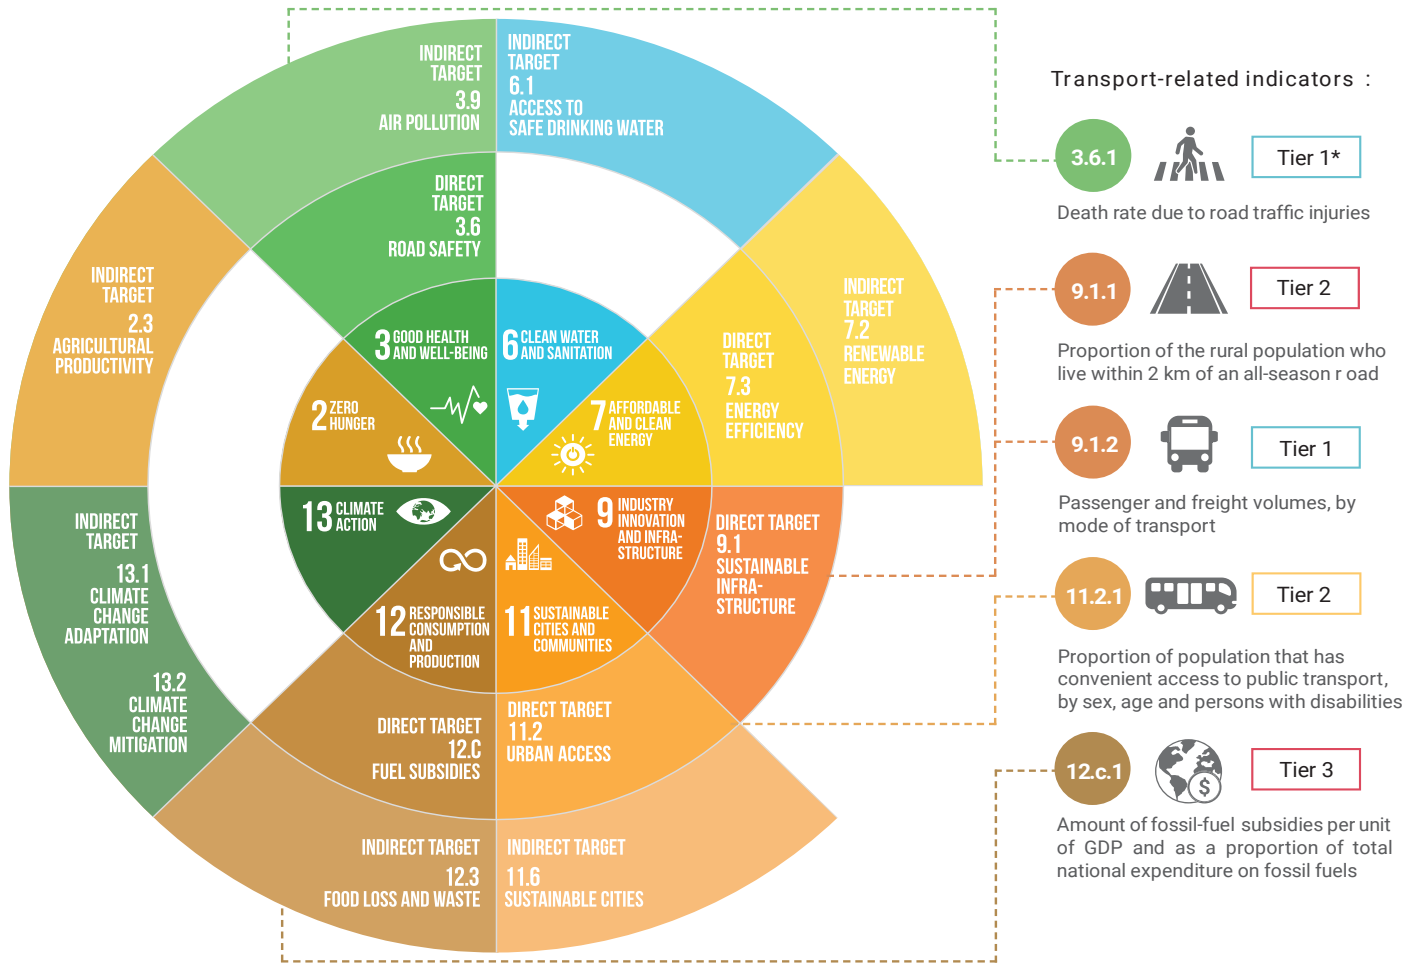 INDIRECT
TARGET
3.9
AIR POLLUTION
INDIRECT
TARGET
6.1
ACCESS TO
SAFE DRINKING WATER
DIRECT
TARGET
3.6
ROAD SAFETY
INDIRECT
TARGET
2.3
AGRICULTURAL
PRODUCTIVITY
INDIRECT
TARGET
7.2
RENEWABLE
ENERGY
DIRECT
TARGET
7.3
ENERGY
EFFICIENCY
3 GOOD HEALTH
AND WELL-BEING
6 CLEAN WATER
AND SANITATION
2 ZERO
HUNGER
7 AFFORDABLE
AND CLEAN
ENERGY
13 CLIMATE
ACTION
9 INDUSTRY
INNOVATION
AND INFRA-
STRUCTURE
DIRECT TARGET
9.1
SUSTAINABLE
INFRA-
STRUCTURE
INDIRECT
TARGET
13.1
CLIMATE
CHANGE
ADAPTATION
13.2
CLIMATE
CHANGE
MITIGATION
12 RESPONSIBLE
CONSUMPTION
AND
PRODUCTION
11 SUSTAINABLE
CITIES AND
COMMUNITIES
DIRECT TARGET
12.C
FUEL SUBSIDIES
DIRECT TARGET
11.2
URBAN ACCESS
INDIRECT TARGET
12.3
FOOD LOSS AND WASTE
INDIRECT TARGET
11.6
SUSTAINABLE CITIES
Transport-related indicators :
3.6.1
Tier 1*
Death rate due to road traffic injuries
9.1.1
Tier 2
Proportion of the rural population who
live within 2 km of an all-season r oad
9.1.2
Tier 1
Passenger and freight volumes, by
mode of transport
11.2.1
Tier 2
Proportion of population that has
convenient access to public transport,
by sex, age and persons with disabilities
12.c.1
$
Tier 3
Amount of fossil-fuel subsidies per unit
of GDP and as a proportion of total
national expenditure on fossil fuels